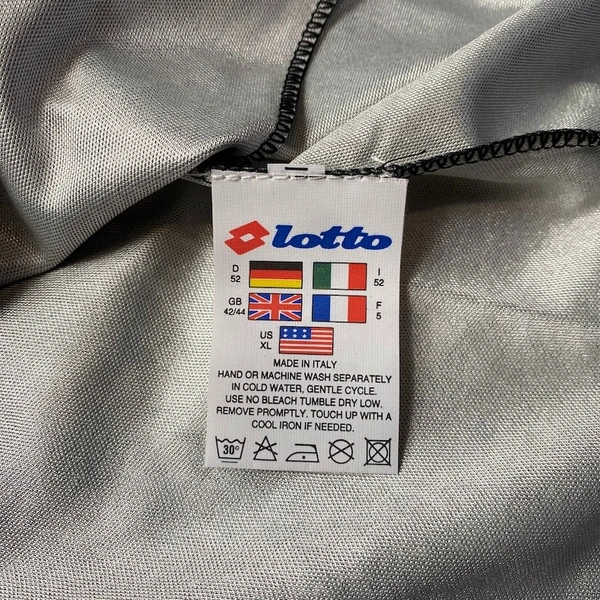 lotto
D
52
I
52
GB
42/44
F
5
US
XL
MADE IN ITALY
HAND OR MACHINE WASH SEPARATELY
IN COLD WATER, GENTLE CYCLE.
USE NO BLEACH TUMBLE DRY LOW.
REMOVE PROMPTLY. TOUCH UP WITH A
COOL IRON IF NEEDED.
30°